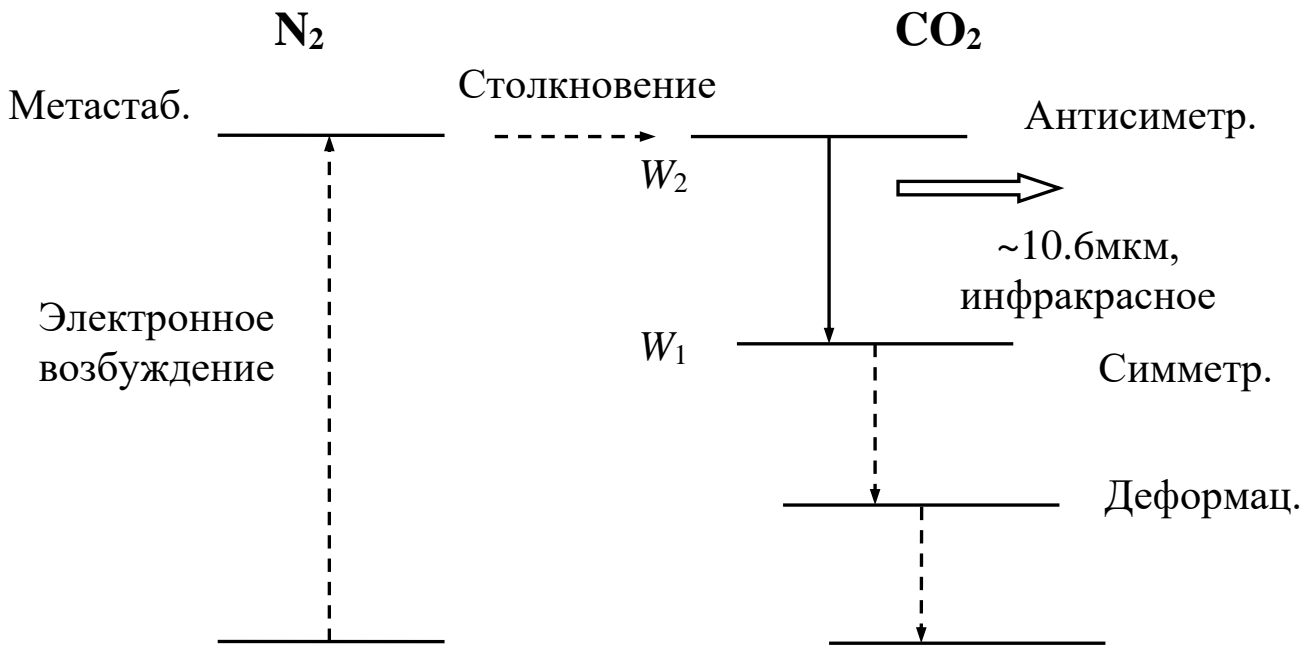 N₂
CO₂
Метастаб.
Столкновение
Антисиметр.
W₂
~10.6мкм,
инфракрасное
Электронное
возбуждение
W₁
Симметр.
Деформац.